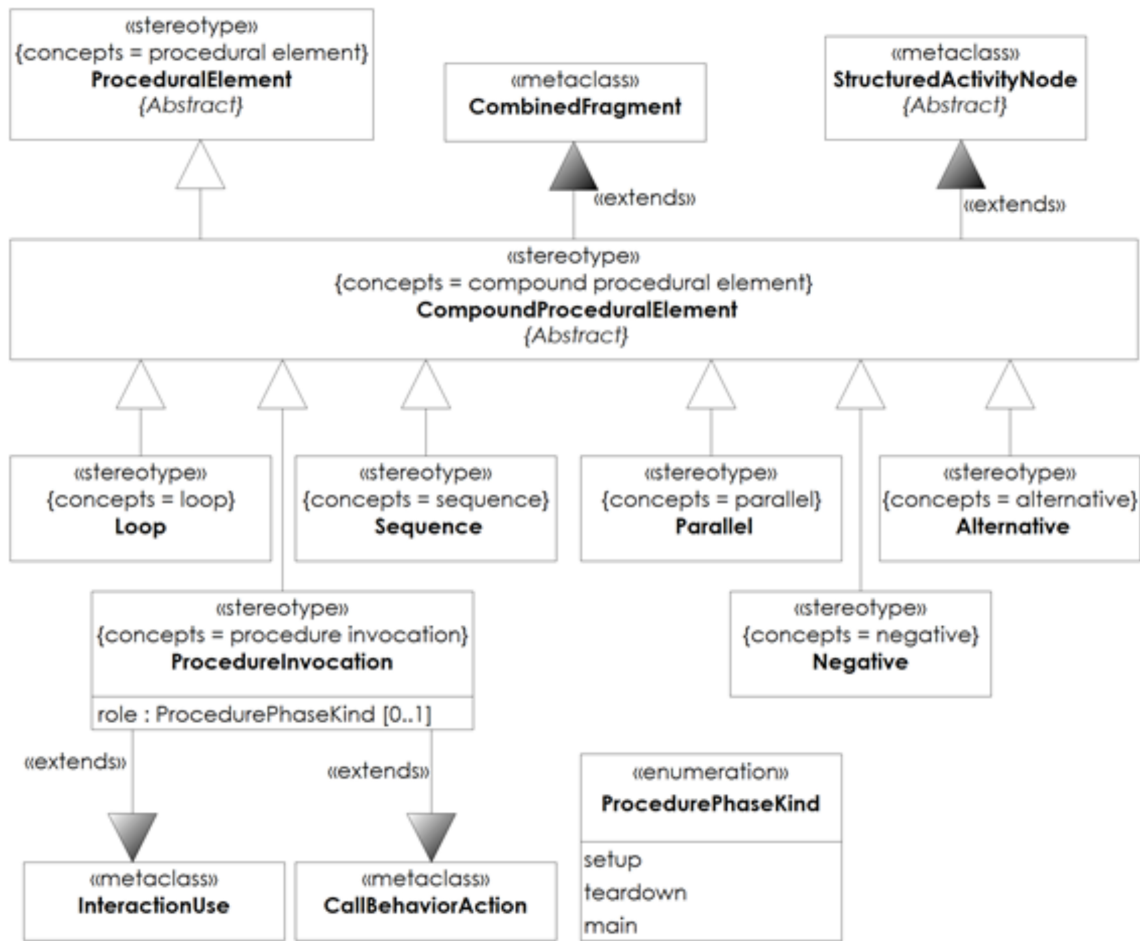 «stereotype»
{concepts = procedural element}
ProceduralElement
{Abstract}
«metaclass»
CombinedFragment
«metaclass»
StructuredActivityNode
{Abstract}
«extends»
«extends»
«stereotype»
{concepts = compound procedural element}
CompoundProceduralElement
{Abstract}
«stereotype»
{concepts = loop}
Loop
«stereotype»
{concepts = sequence}
Sequence
«stereotype»
{concepts = parallel}
Parallel
«stereotype»
{concepts = alternative}
Alternative
«stereotype»
{concepts = procedure invocation}
ProcedureInvocation
role : ProcedurePhaseKind [0..1]
«stereotype»
{concepts = negative}
Negative
«extends»
«extends»
«metaclass»
InteractionUse
«metaclass»
CallBehaviorAction
«enumeration»
ProcedurePhaseKind
setup
teardown
main